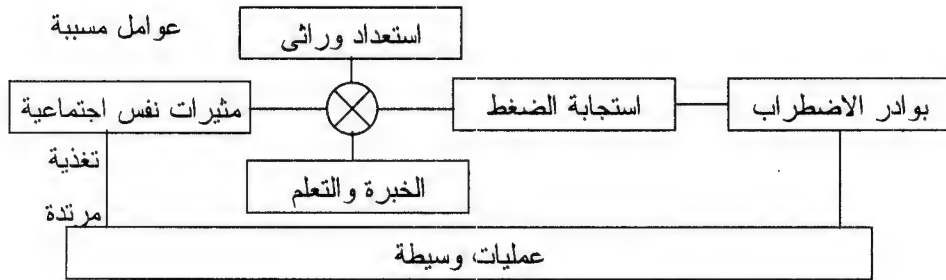 عوامل مسببة
استعداد وراثى
مثيرات نفس اجتماعية
استجابة الضغط
بوادر الاضطراب
تغذية
مرتدة
الخبرة والتعلم
عمليات وسيطة